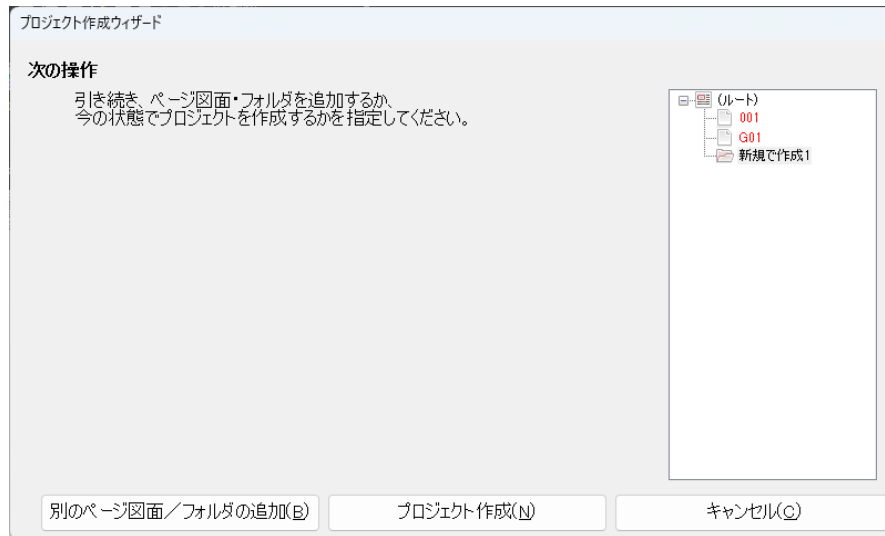 プロジェクト作成ウィザード
次の操作
引き続き、ページ図面・フォルダを追加するか、
今の状態でプロジェクトを作成するかを指定してください。
(ルート)
001
G01
新規で作成1
別のページ図面／フォルダの追加(B)
プロジェクト作成(N)
キャンセル(C)